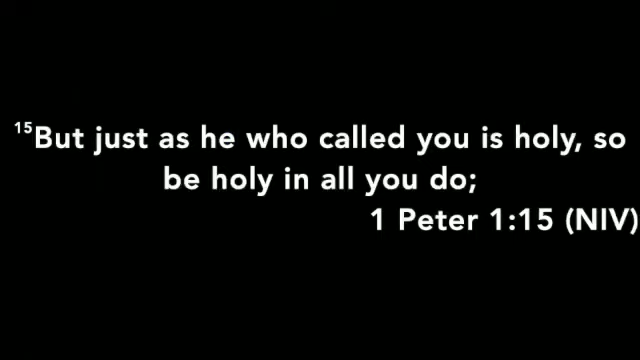 ¹⁵But just as he who called you is holy, so
be holy in all you do;
1 Peter 1:15 (NIV)